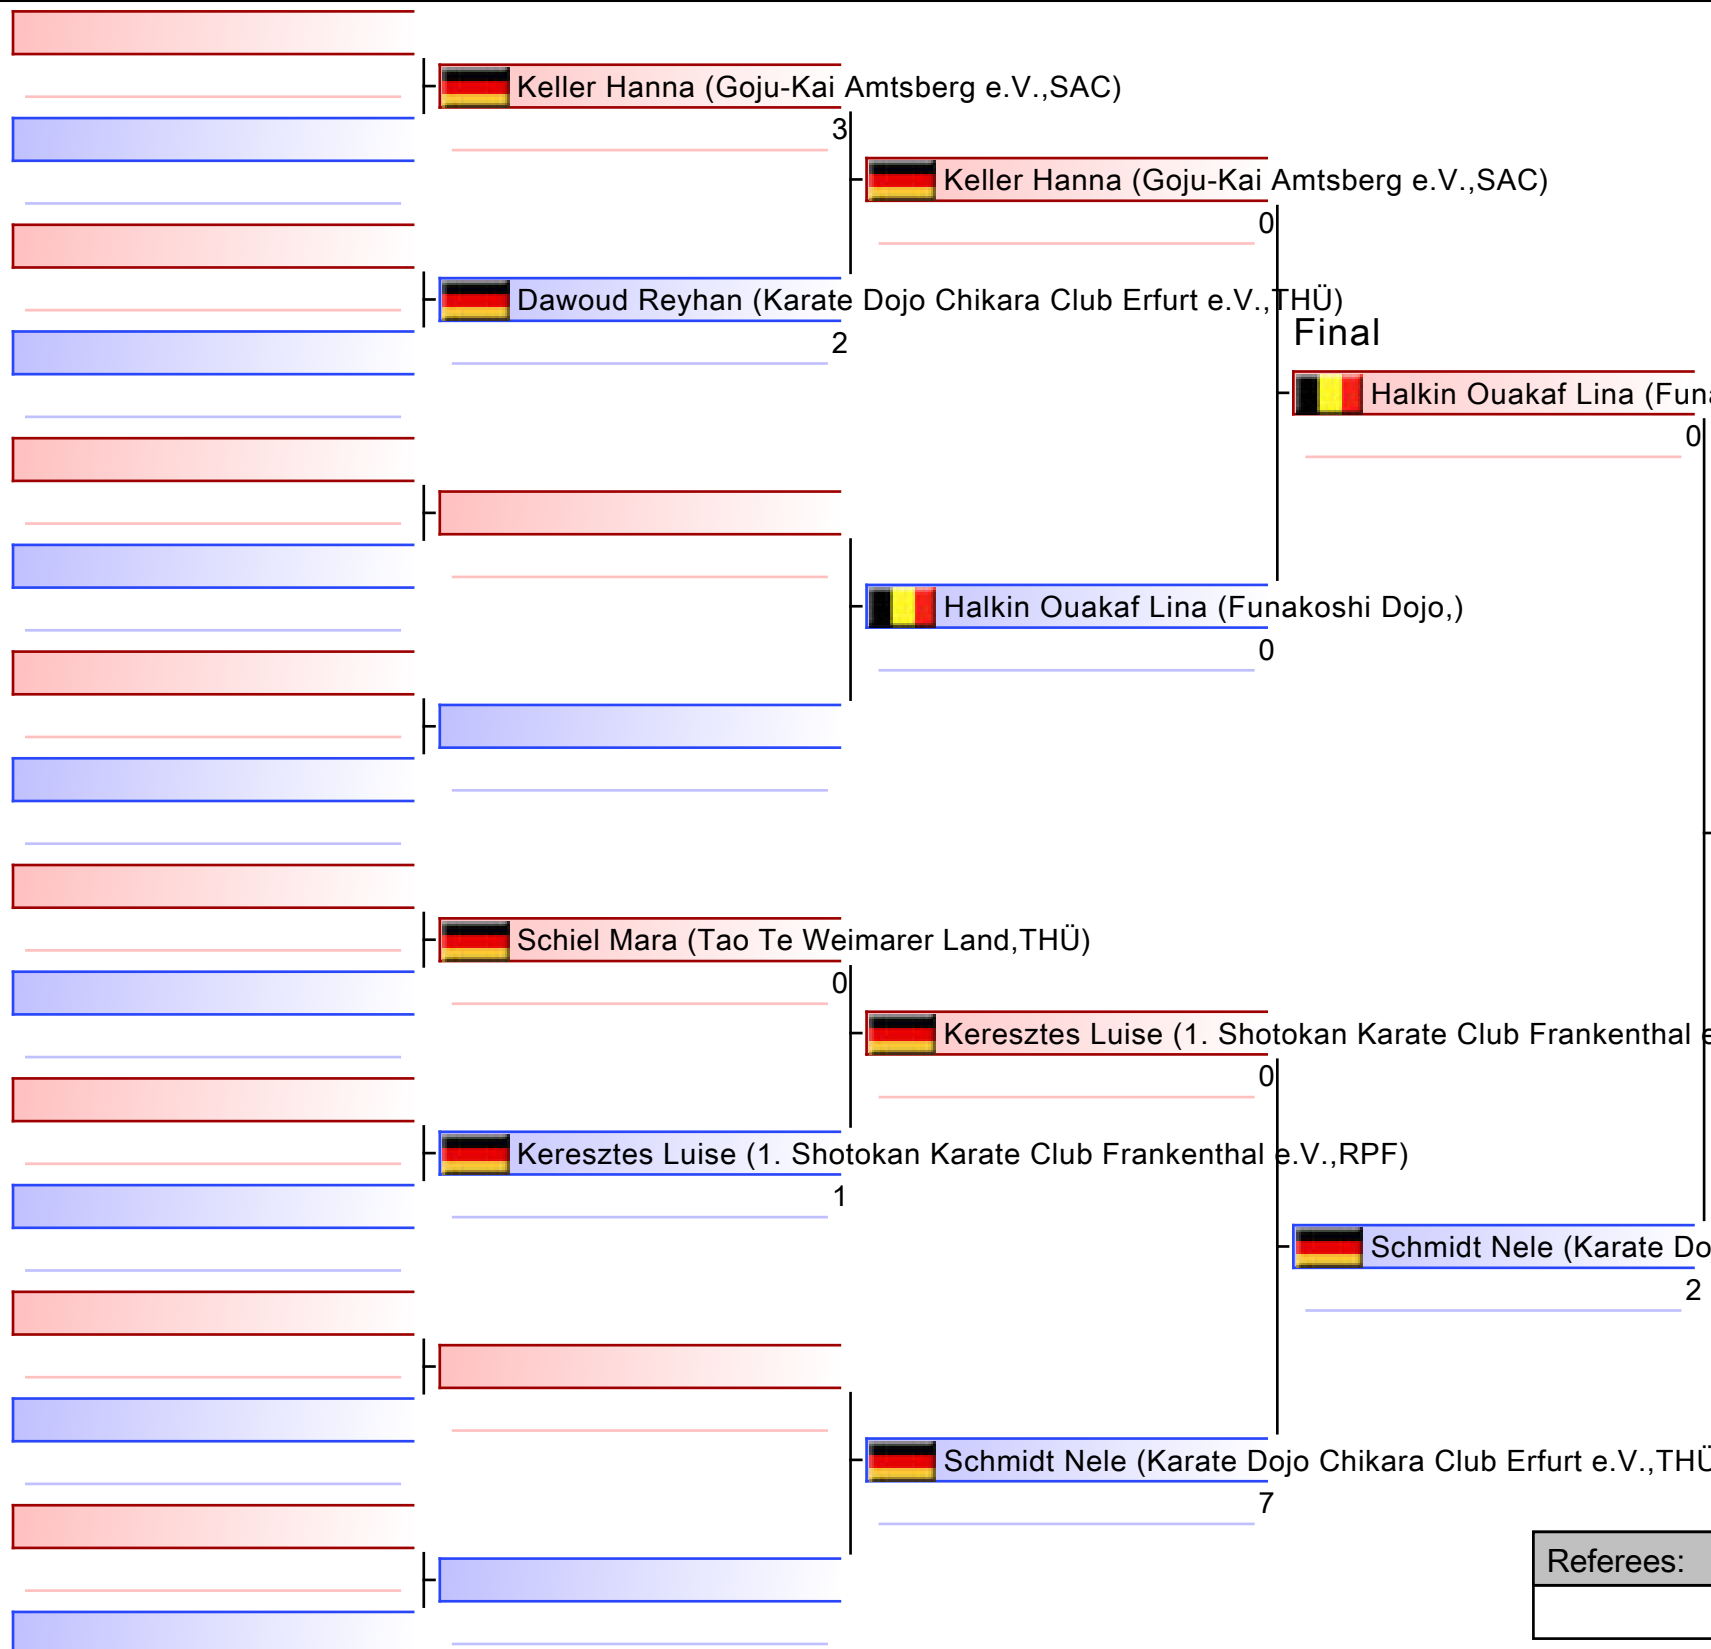 Keller Hanna (Goju-Kai Amtsberg e.V.,SAC)
3
Keller Hanna (Goju-Kai Amtsberg e.V.,SAC)
0
Dawoud Reyhan (Karate Dojo Chikara Club Erfurt e.V.,THÜ)
2
Final
Halkin Ouakaf Lina (Funa
0
Halkin Ouakaf Lina (Funakoshi Dojo,)
0
Schiel Mara (Tao Te Weimarer Land,THÜ)
0
Keresztes Luise (1. Shotokan Karate Club Frankenthal e
0
Keresztes Luise (1. Shotokan Karate Club Frankenthal e.V.,RPF)
1
Schmidt Nele (Karate Do
2
Schmidt Nele (Karate Dojo Chikara Club Erfurt e.V.,THÜ
7
Referees: